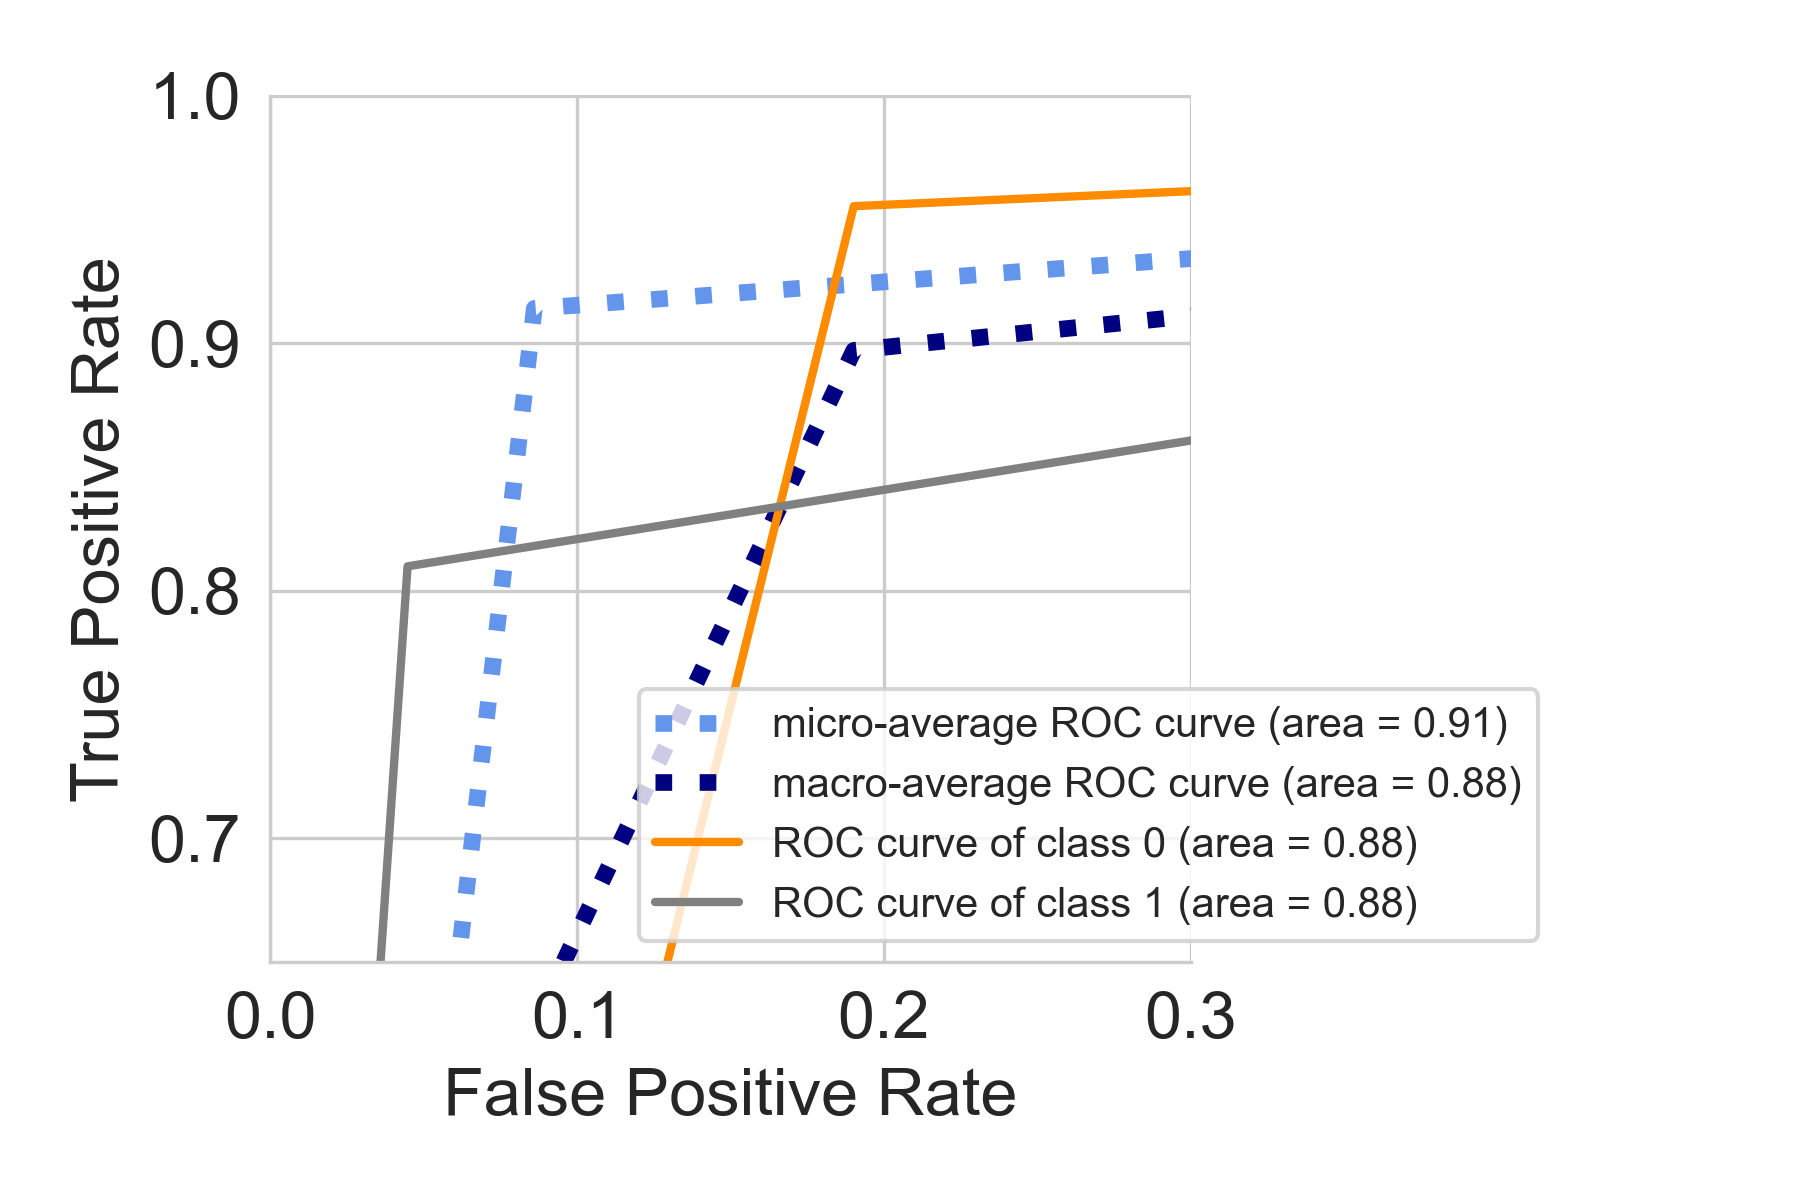 True Positive Rate
1.0
0.9
0.8
0.7
0.0 0.1 0.2 0.3
False Positive Rate
micro-average ROC curve (area = 0.91)
macro-average ROC curve (area = 0.88)
ROC curve of class 0 (area = 0.88)
ROC curve of class 1 (area = 0.88)